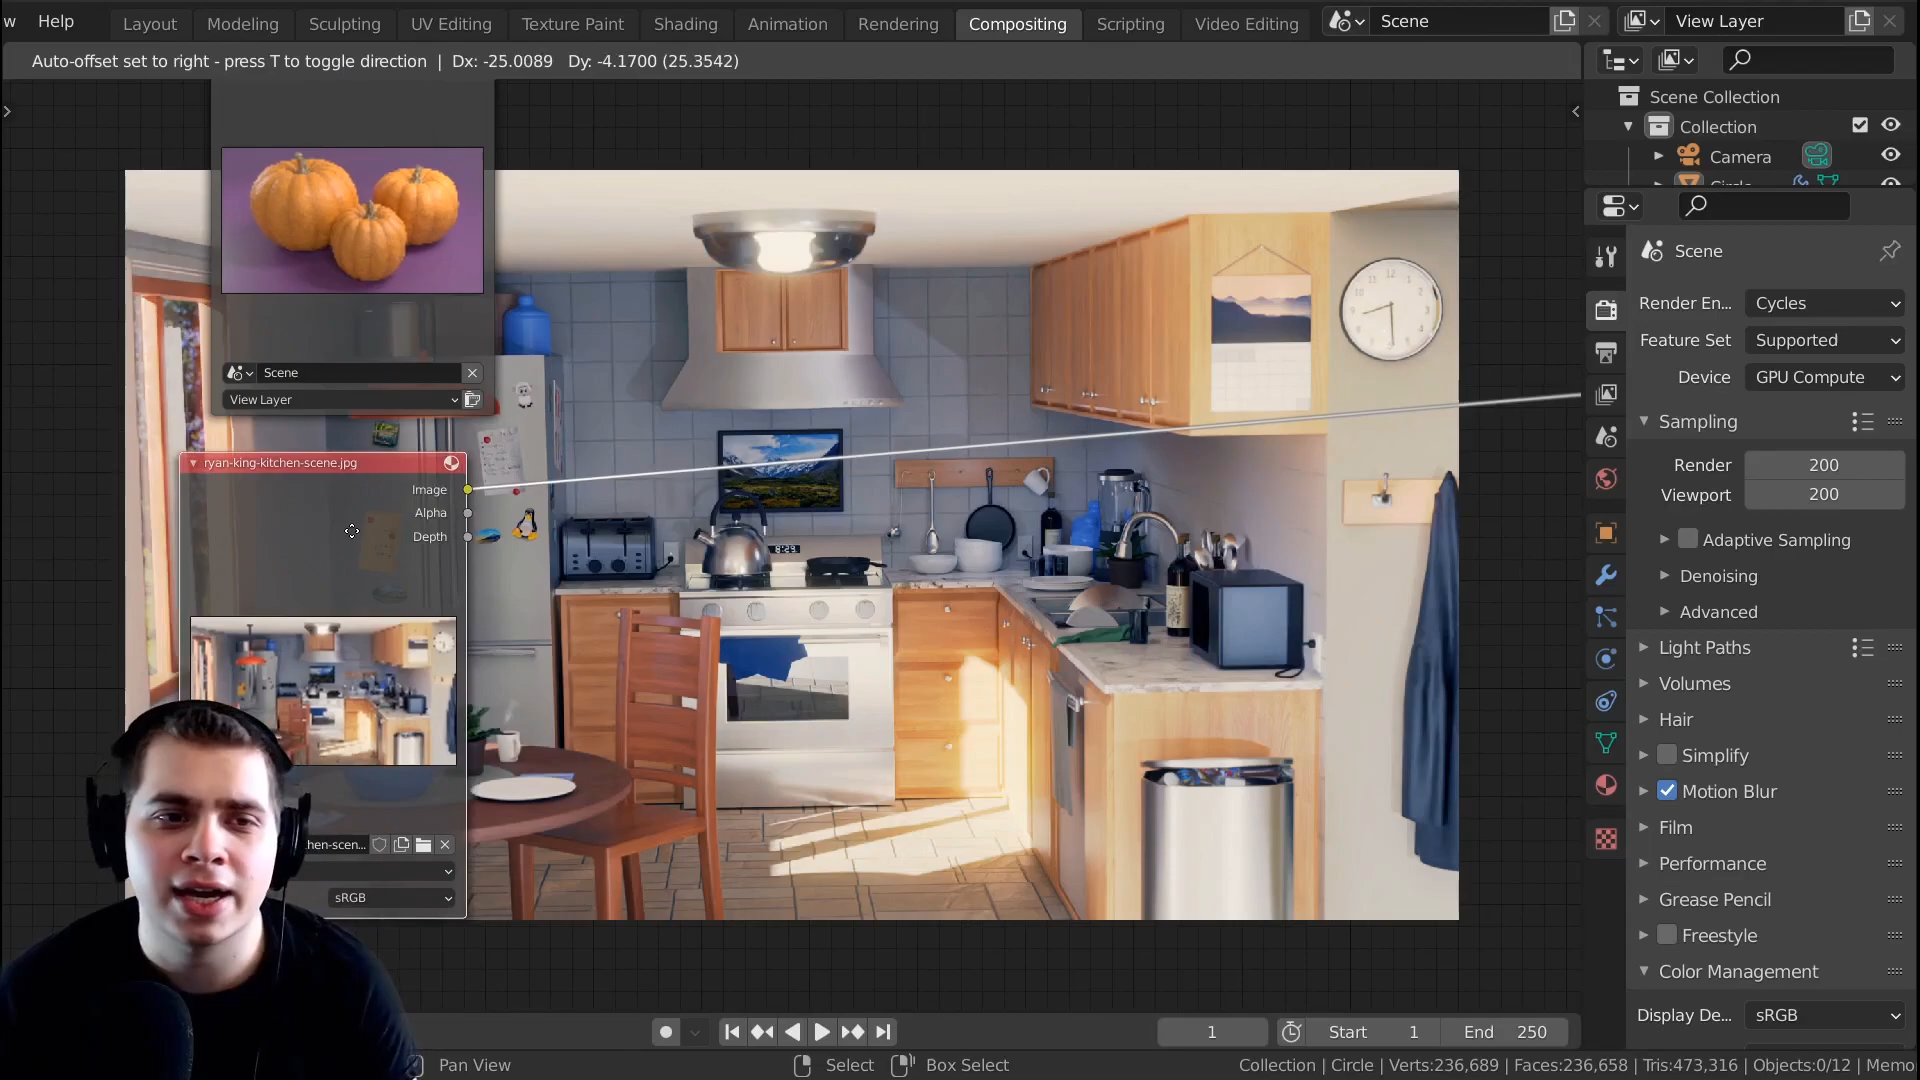 w Help Layout Modeling Sculpting UV Editing Texture Paint Shading Animation Rendering Compositing Scripting Video Editing Scene View Layer
Auto-offset set to right - press T to toggle direction | Dx: -25.0089 Dy: -4.1700 (25.3542)
Scene Collection
Collection
Camera
Circle
Scene
Render En... Cycles
Feature Set Supported
Device GPU Compute
Sampling
Render 200
Viewport 200
Adaptive Sampling
Denoising
Advanced
Light Paths
Volumes
Hair
Simplify
Motion Blur
Film
Performance
Grease Pencil
Freestyle
Color Management
Display De... sRGB
Scene
View Layer
ryan-king-kitchen-scene.jpg
Image
Alpha
Depth
hen-scen...
sRGB
8:29
1 Start 1 End 250
Pan View Select Box Select Collection | Circle | Verts:236,689 | Faces:236,658 | Tris:473,316 | Objects:0/12 | Memo